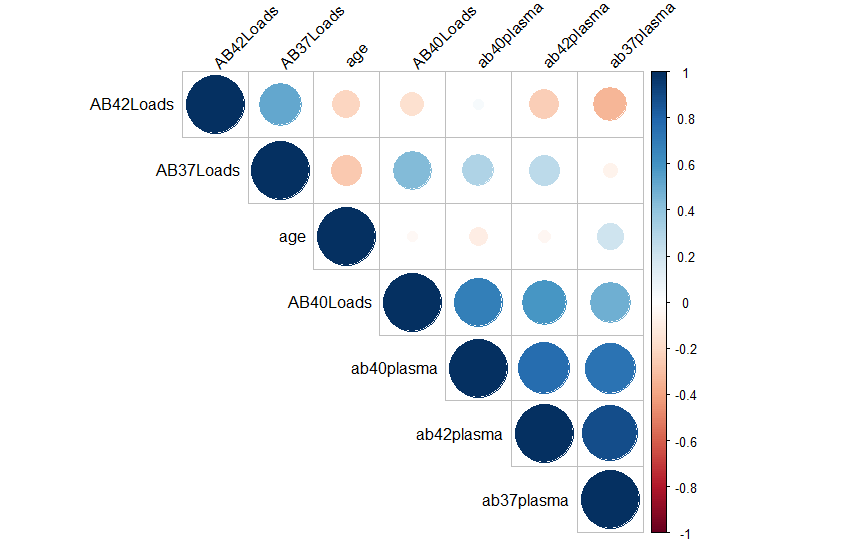 AB42Loads
AB37Loads
age
AB40Loads
ab40plasma
ab42plasma
ab37plasma
AB42Loads
AB37Loads
age
AB40Loads
ab40plasma
ab42plasma
ab37plasma
1
0.8
0.6
0.4
0.2
0
-0.2
-0.4
-0.6
-0.8
-1